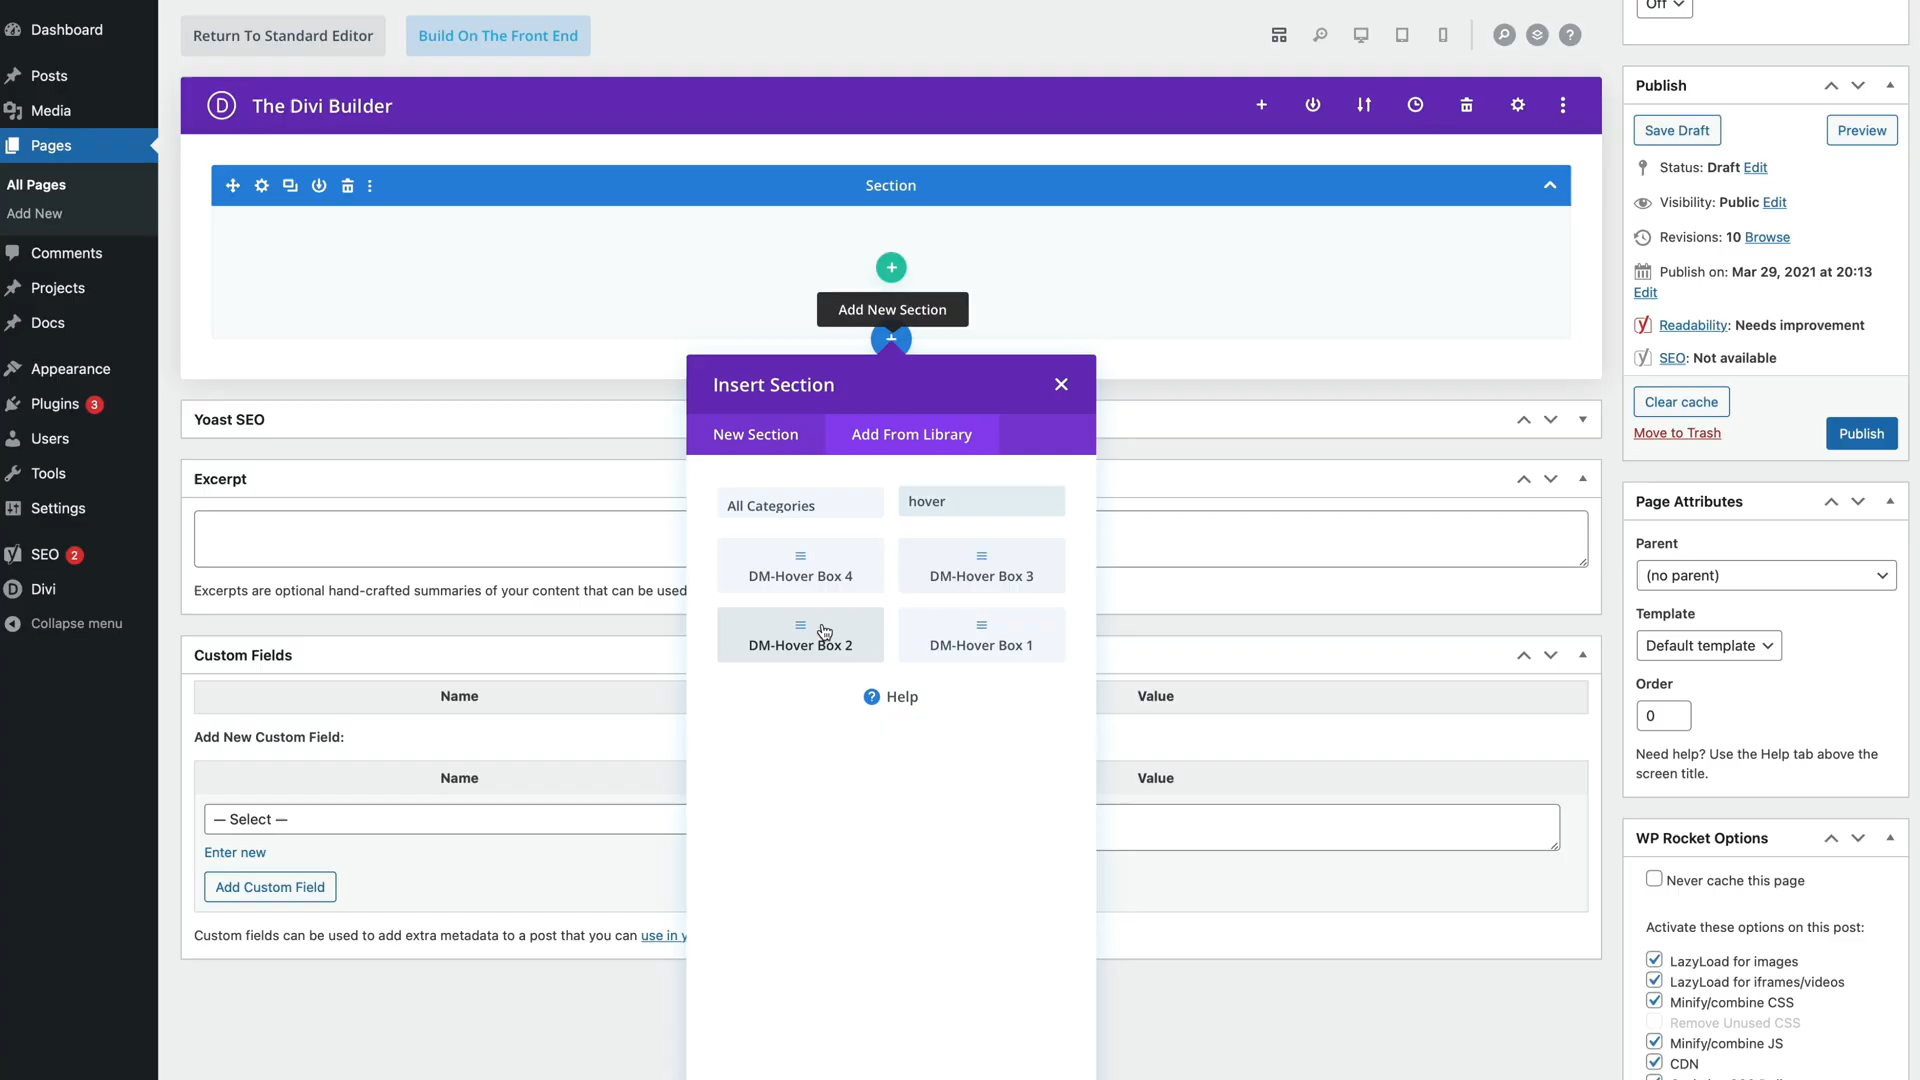 Dashboard
Posts
Media
Pages
All Pages
Add New
Comments
Projects
Docs
Appearance
Plugins 3
Users
Tools
Settings
SEO 2
Divi
Collapse menu
Return To Standard Editor
Build On The Front End
D The Divi Builder
Section
Add New Section
Insert Section
New Section
Add From Library
All Categories
hover
DM-Hover Box 4
DM-Hover Box 3
DM-Hover Box 2
DM-Hover Box 1
? Help
Yoast SEO
Excerpt
Excerpts are optional hand-crafted summaries of your content that can be used
Custom Fields
Name
Value
Add New Custom Field:
Name
Value
— Select —
Enter new
Add Custom Field
Custom fields can be used to add extra metadata to a post that you can use in y
Off
Publish
Save Draft
Preview
Status: Draft Edit
Visibility: Public Edit
Revisions: 10 Browse
Publish on: Mar 29, 2021 at 20:13
Edit
Readability: Needs improvement
SEO: Not available
Clear cache
Move to Trash
Publish
Page Attributes
Parent
(no parent)
Template
Default template
Order
0
Need help? Use the Help tab above the
screen title.
WP Rocket Options
Never cache this page
Activate these options on this post:
LazyLoad for images
LazyLoad for iframes/videos
Minify/combine CSS
Remove Unused CSS
Minify/combine JS
CDN